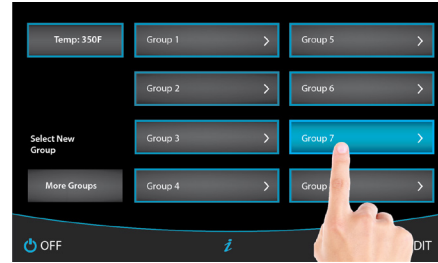 Temp: 350F
Group 1
Group 5
Group 2
Group 6
Select New
Group
Group 3
Group 7
More Groups
Group 4
Group
OFF
i
DIT